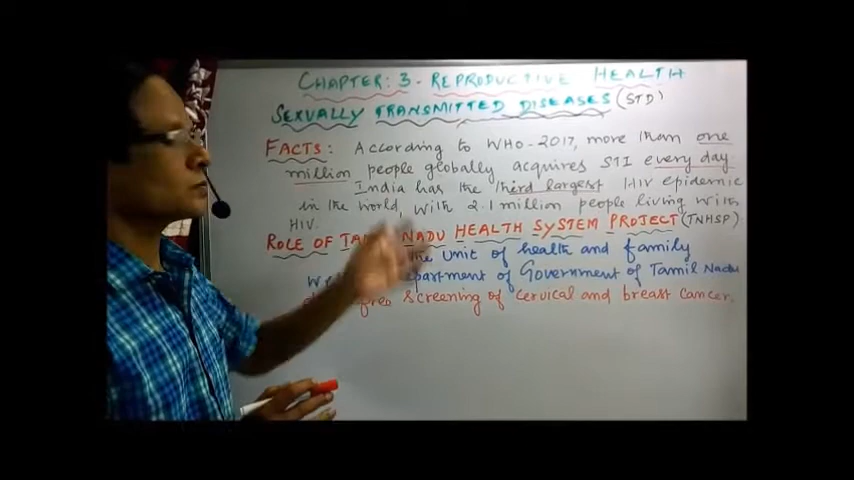 CHAPTER: 3- REPRODUCTIVE HEALTH
SEXUALLY TRANSMITTED DISEASES (STD)
FACTS: ACCORDING to WHO-2017, more than one
million people globally acquires STI every day
India has the third largest HIV epidemic
in the world, with 2.1 million people living with
HIV.
ROLE OF TAMIL NADU HEALTH SYSTEM PROJECT (TNHSP)
Unit of health and family
Department of Government of Tamil Nadu
free screening of cervical and breast cancer.